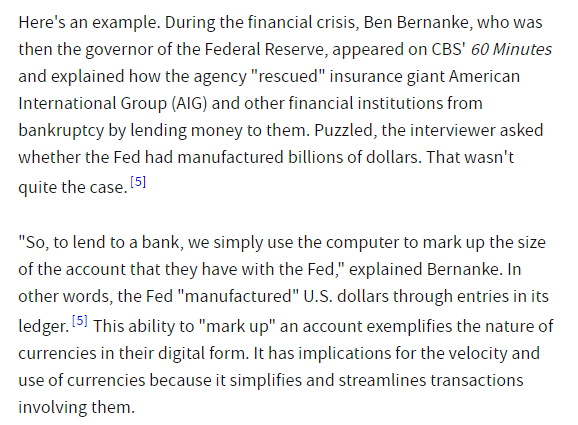 Here's an example. During the financial crisis, Ben Bernanke, who was
then the governor of the Federal Reserve, appeared on CBS' 60 Minutes
and explained how the agency "rescued" insurance giant American
International Group (AIG) and other financial institutions from
bankruptcy by lending money to them. Puzzled, the interviewer asked
whether the Fed had manufactured billions of dollars. That wasn't
quite the case. [5]
"So, to lend to a bank, we simply use the computer to mark up the size
of the account that they have with the Fed," explained Bernanke. In
other words, the Fed "manufactured" U.S. dollars through entries in its
ledger. [5] This ability to "mark up" an account exemplifies the nature of
currencies in their digital form. It has implications for the velocity and
use of currencies because it simplifies and streamlines transactions
involving them.